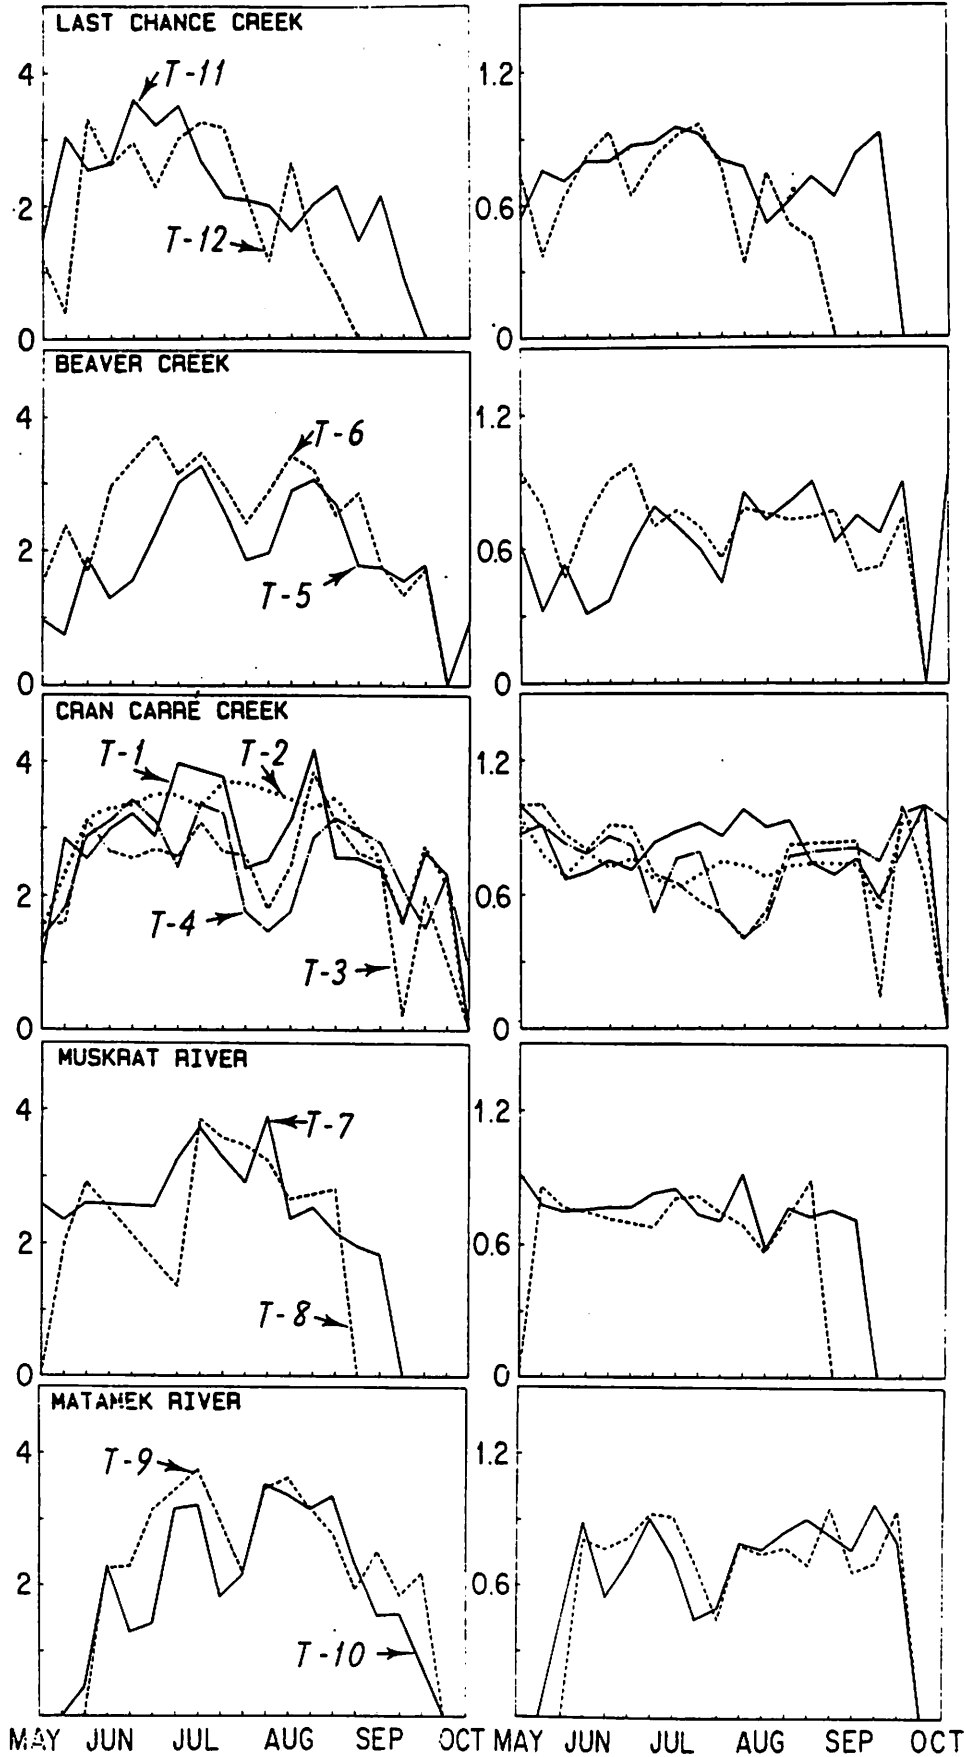 LAST CHANCE CREEK
4 T-11 1.2
2 T-12 0.6
0 0
BEAVER CREEK
4 T-6 1.2
2 T-5 0.6
0 0
CRAN CARRÉ CREEK
4 T-1 T-2 1.2
2 T-4 0.6
T-3
0 0
MUSKRAT RIVER
4 T-7 1.2
2 0.6
T-8
0 0
MATAMEK RIVER
4 T-9 1.2
2 0.6
T-10
MAY JUN JUL AUG SEP OCT MAY JUN JUL AUG SEP OCT